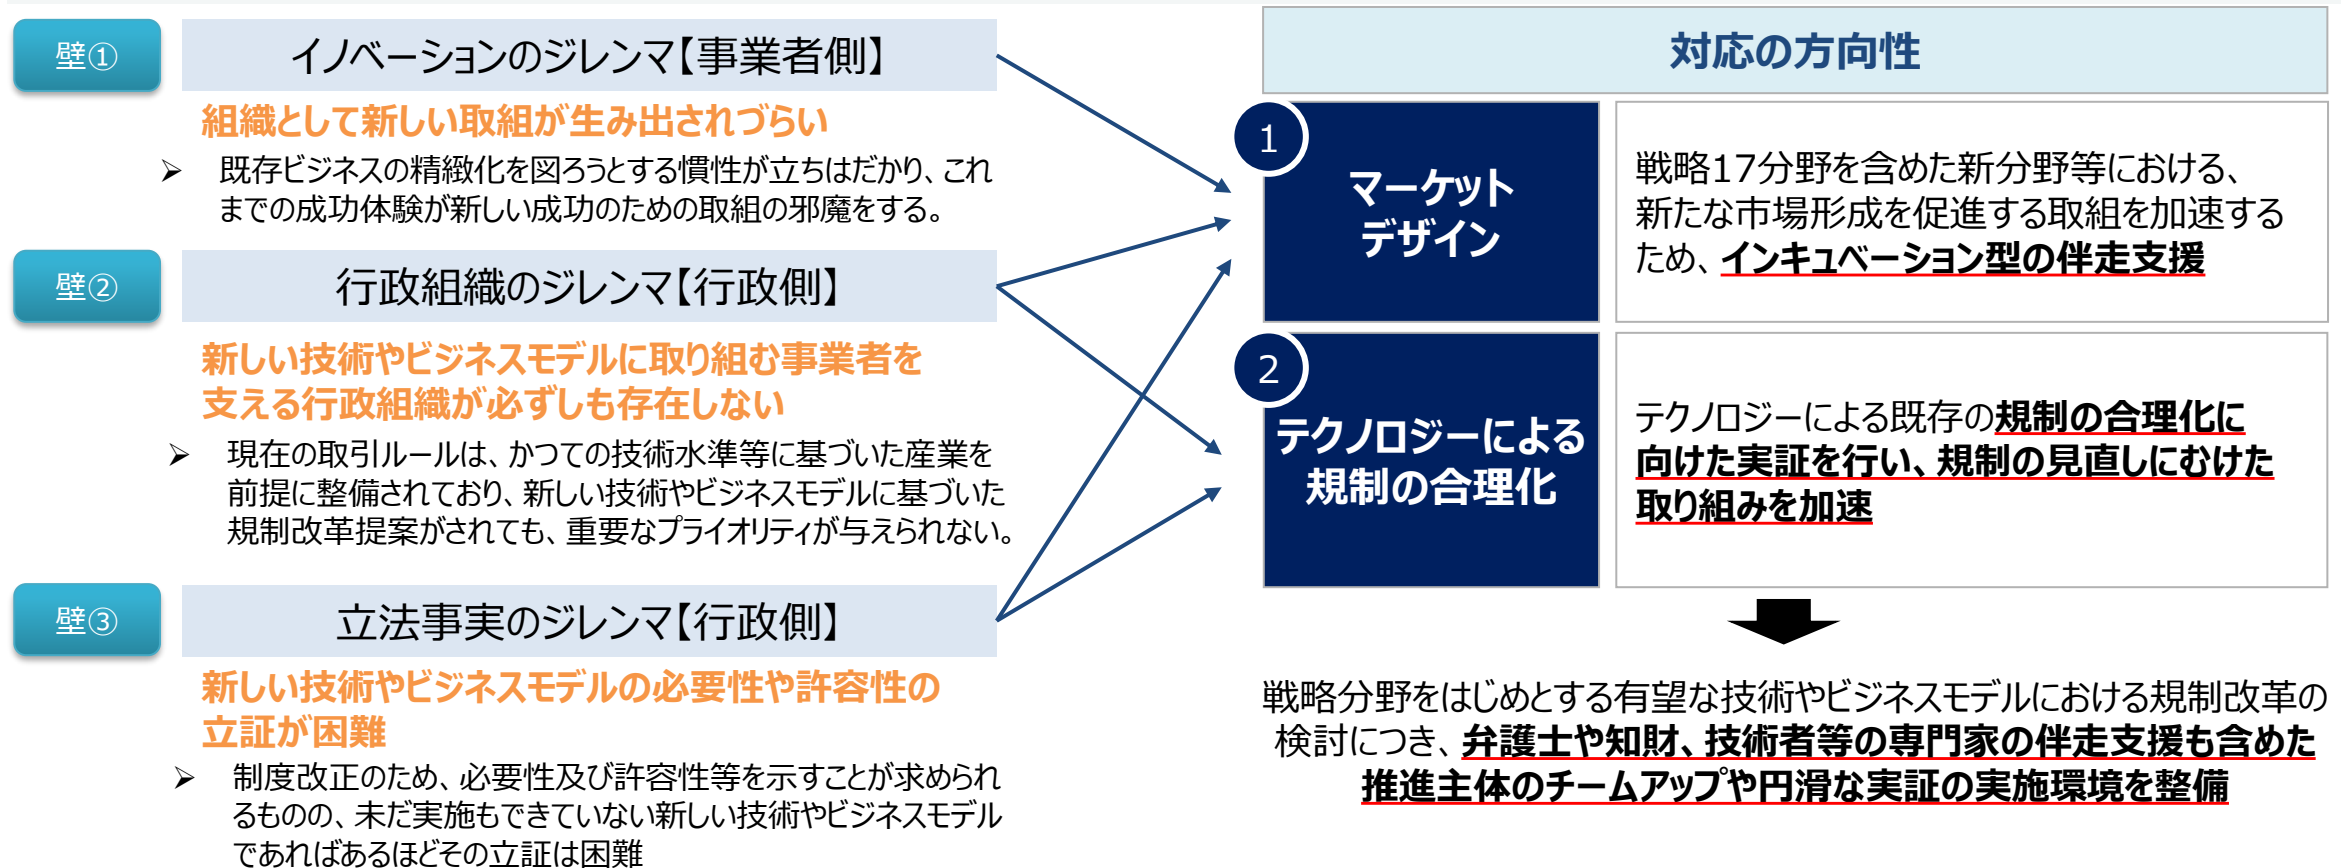 壁①
イノベーションのジレンマ【事業者側】
組織として新しい取組が生み出されづらい
➢ 既存ビジネスの精緻化を図ろうとする慣性が立ちはだかり、これ
までの成功体験が新しい成功のための取組の邪魔をする。
壁②
行政組織のジレンマ【行政側】
新しい技術やビジネスモデルに取り組む事業者を
支える行政組織が必ずしも存在しない
➢ 現在の取引ルールは、かつての技術水準等に基づいた産業を
前提に整備されており、新しい技術やビジネスモデルに基づいた
規制改革提案がされても、重要なプライオリティが与えられない。
壁③
立法事実のジレンマ【行政側】
新しい技術やビジネスモデルの必要性や許容性の
立証が困難
➢ 制度改正のため、必要性及び許容性等を示すことが求められ
るものの、未だ実施もできていない新しい技術やビジネスモデル
であればあるほどその立証は困難
対応の方向性
1
マーケット
デザイン
戦略17分野を含めた新分野等における、
新たな市場形成を促進する取組を加速する
ため、インキュベーション型の伴走支援
2
テクノロジーによる
規制の合理化
テクノロジーによる既存の規制の合理化に
向けた実証を行い、規制の見直しにむけた
取り組みを加速
戦略分野をはじめとする有望な技術やビジネスモデルにおける規制改革の
検討につき、弁護士や知財、技術者等の専門家の伴走支援も含めた
推進主体のチームアップや円滑な実証の実施環境を整備